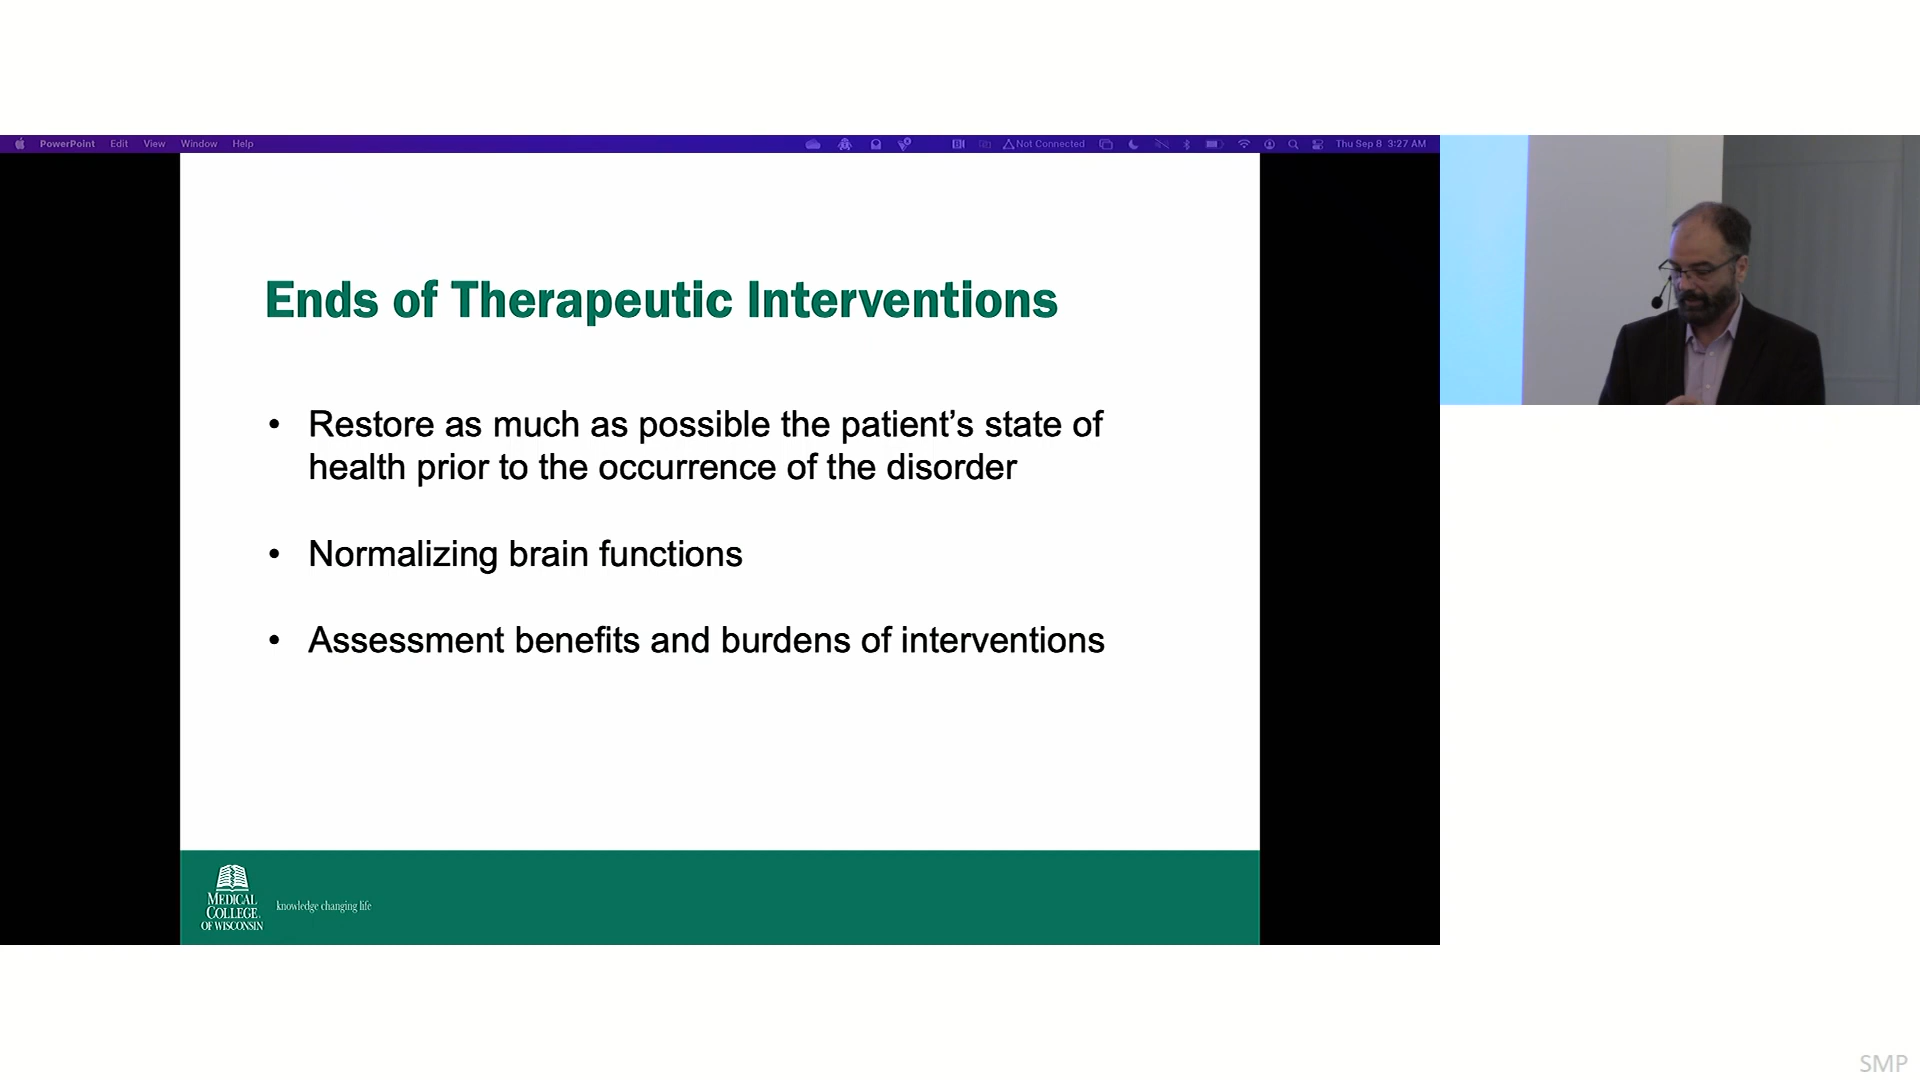 PowerPoint Edit View Window Help Not Connected Thu Sep 8 3:27 AM
Ends of Therapeutic Interventions
• Restore as much as possible the patient’s state of
health prior to the occurrence of the disorder
• Normalizing brain functions
• Assessment benefits and burdens of interventions
MEDICAL
COLLEGE
OF WISCONSIN
knowledge changing life
SMP